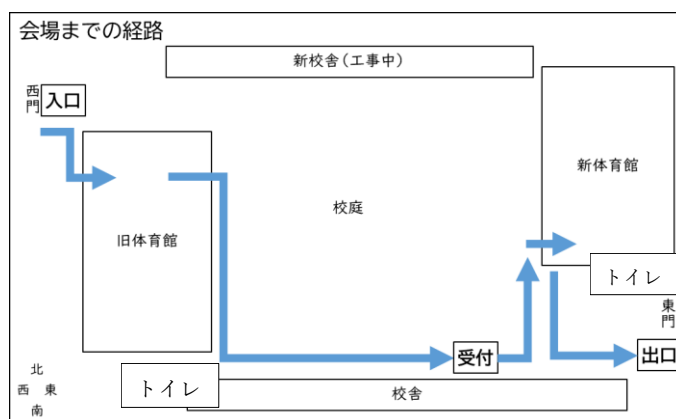 会場までの経路
新校舎(工事中)
西門
入口
新体育館
校庭
旧体育館
トイレ
東門
受付
出口
北
西 東
南
トイレ
校舎